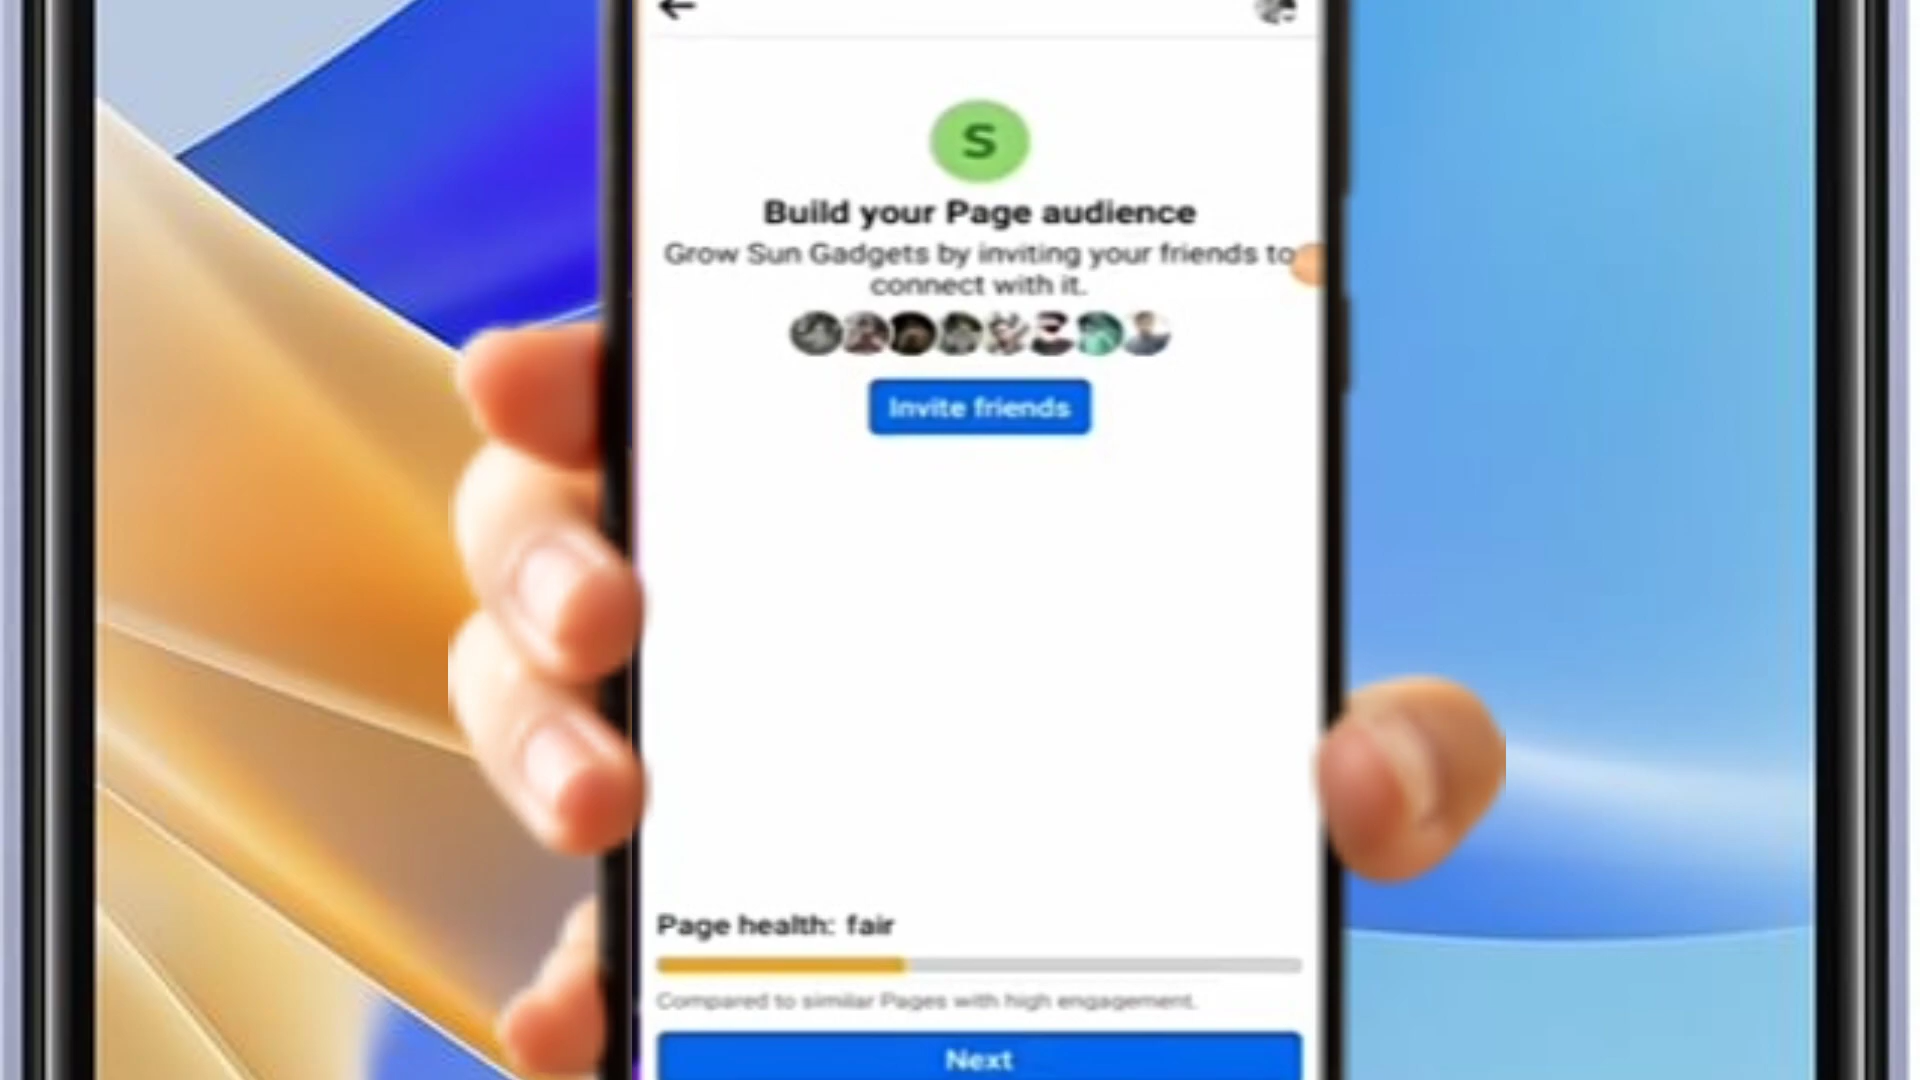 S
Build your Page audience
Grow Sun Gadgets by inviting your friends to
connect with it.
Invite friends
Page health: fair
Compared to similar Pages with high engagement.
Next